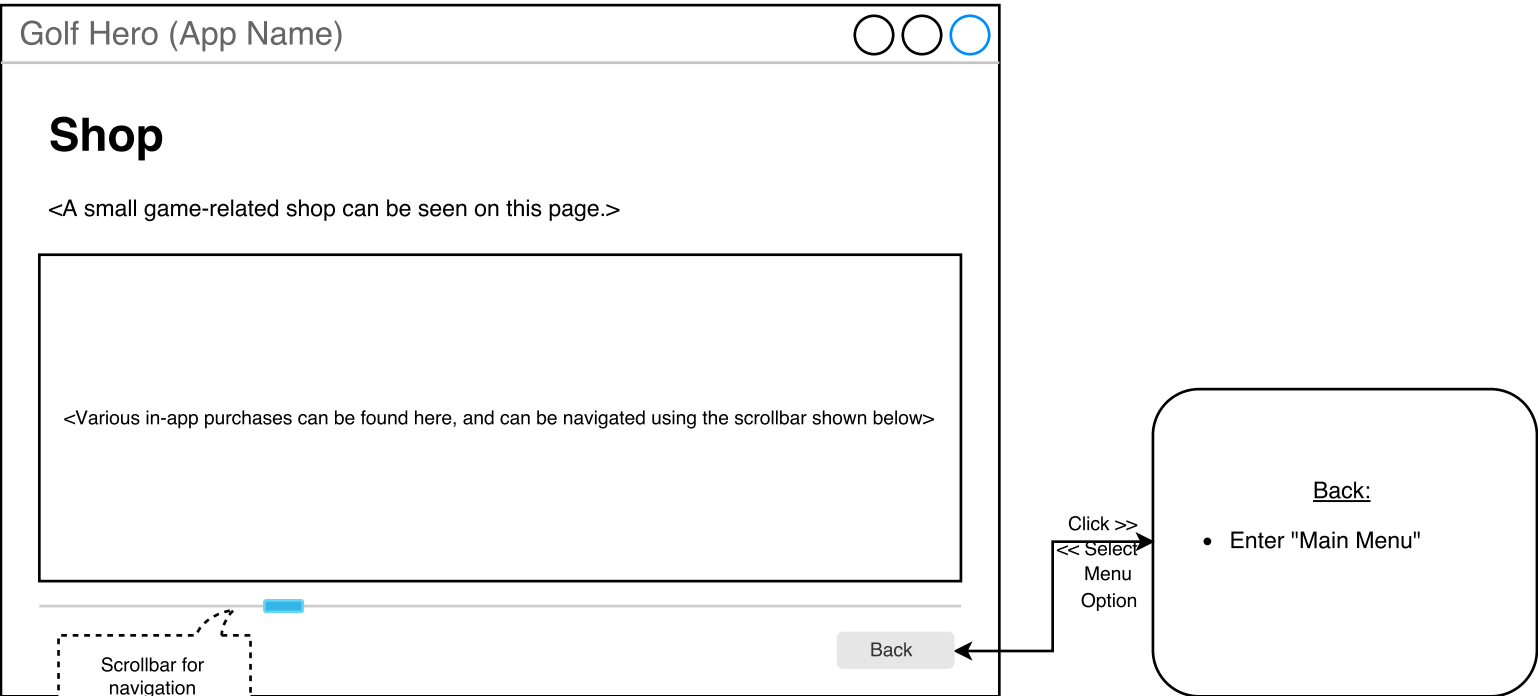 Golf Hero (App Name)
Shop
<A small game-related shop can be seen on this page.>
<Various in-app purchases can be found here, and can be navigated using the scrollbar shown below>
Scrollbar for
navigation
Back
Click >>
<< Select
Menu
Option
Back:
• Enter "Main Menu"